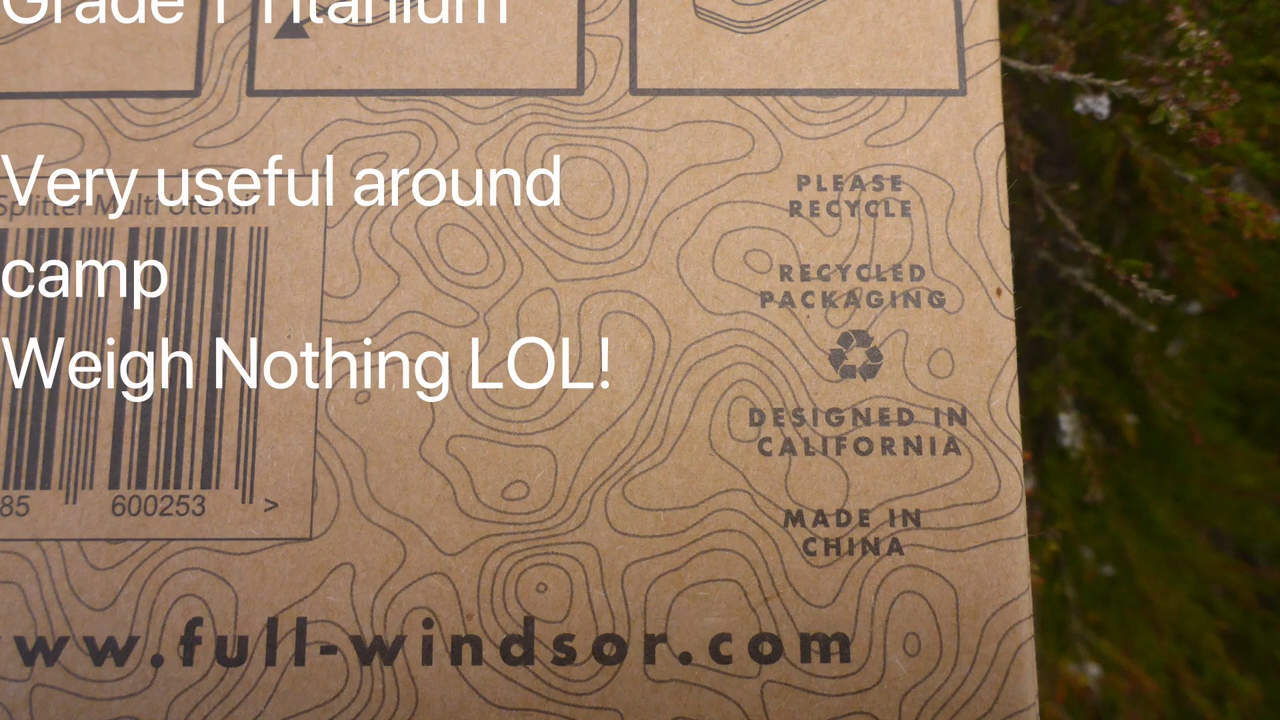 Grade 1 Titanium
Very useful around
camp
Weigh Nothing LOL!
Splitter Multi Utensil
85 600253 >
PLEASE
RECYCLE
RECYCLED
PACKAGING
DESIGNED IN
CALIFORNIA
MADE IN
CHINA
www.full-windsor.com